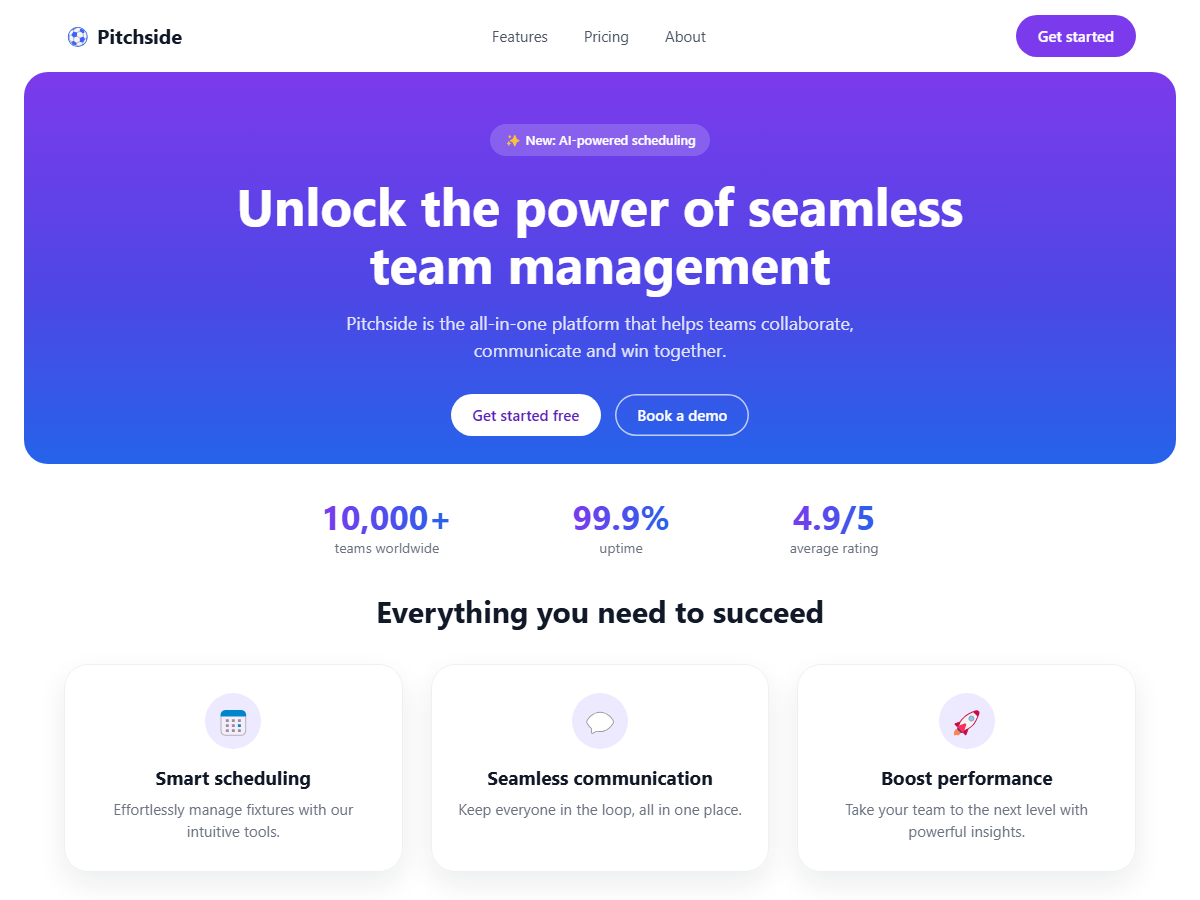 Pitchside
Features
Pricing
About
Get started
✨ New: AI-powered scheduling
Unlock the power of seamless
team management
Pitchside is the all-in-one platform that helps teams collaborate,
communicate and win together.
Get started free
Book a demo
10,000+
teams worldwide
99.9%
uptime
4.9/5
average rating
Everything you need to succeed
Smart scheduling
Effortlessly manage fixtures with our
intuitive tools.
Seamless communication
Keep everyone in the loop, all in one place.
Boost performance
Take your team to the next level with
powerful insights.